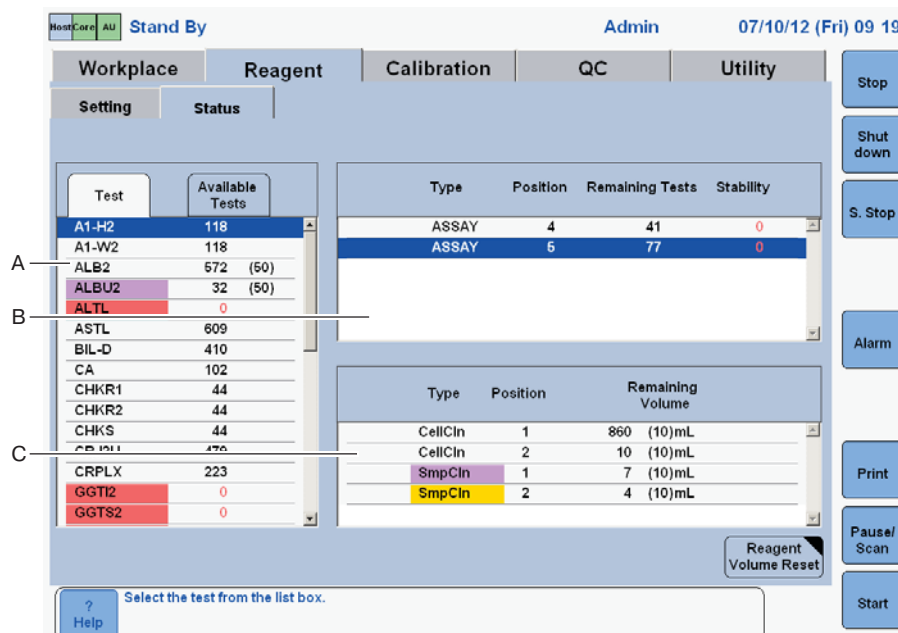 Host Core AU Stand By Admin 07/10/12 (Fri) 09 19
Workplace Reagent Calibration QC Utility
Setting Status
Stop
Shut down
S. Stop
Alarm
Print
Pause/ Scan
Start
Test Available Tests
A1-H2 118
A1-W2 118
A
ALB2 572 (50)
ALBU2 32 (50)
ALTL 0
B
ASTL 609
BIL-D 410
CA 102
CHKR1 44
CHKR2 44
CHKS 44
C
CRPLX 223
GGTI2 0
GGTS2 0
Type Position Remaining Tests Stability
ASSAY 4 41 0
ASSAY 5 77 0
Type Position Remaining Volume
CellCln 1 860 (10)mL
CellCln 2 10 (10)mL
SmpCln 1 7 (10)mL
SmpCln 2 4 (10)mL
Reagent
Volume Reset
? Help
Select the test from the list box.